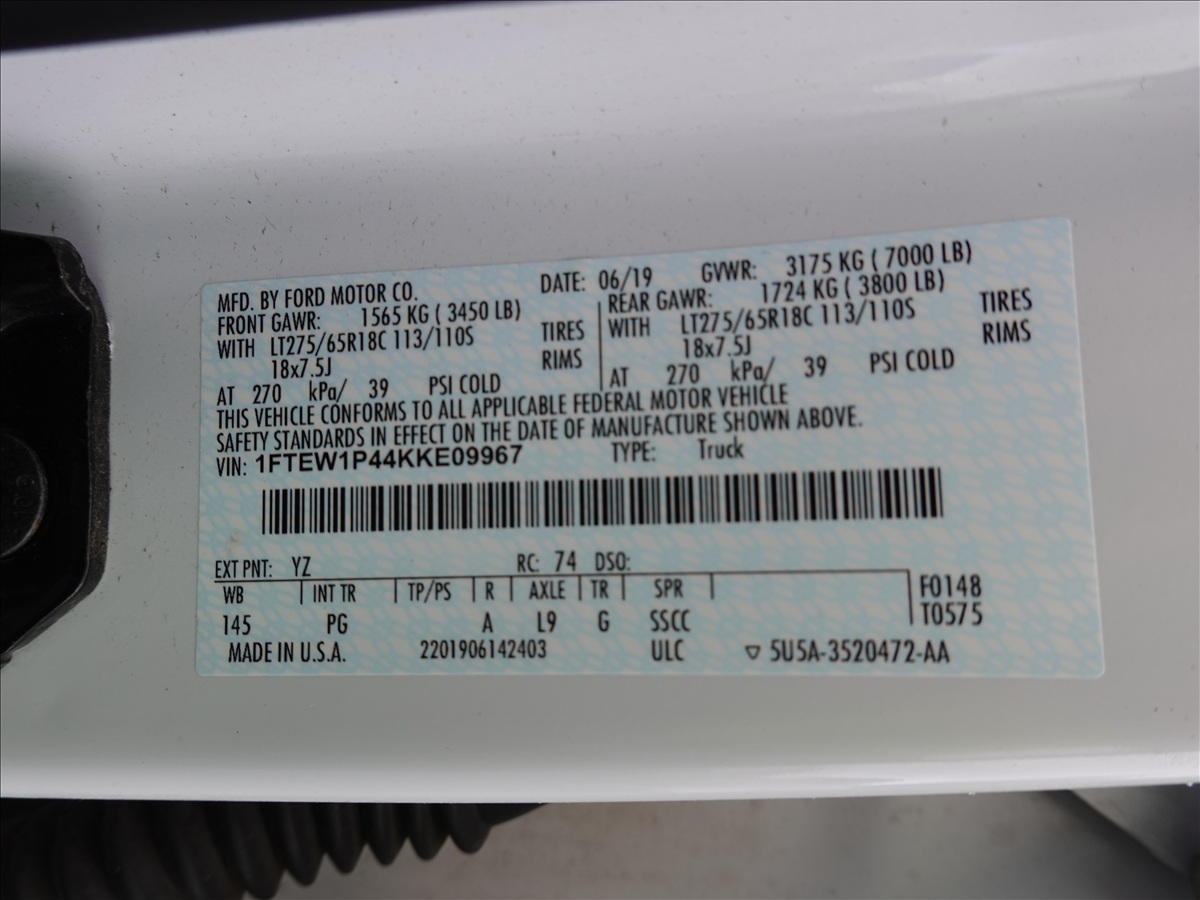 MFD. BY FORD MOTOR CO. DATE: 06/19 GVWR: 3175 KG ( 7000 LB)
FRONT GAWR: 1565 KG ( 3450 LB) REAR GAWR: 1724 KG ( 3800 LB)
WITH LT275/65R18C 113/110S TIRES WITH LT275/65R18C 113/110S TIRES
18x7.5J RIMS 18x7.5J RIMS
AT 270 kPa/ 39 PSI COLD AT 270 kPa/ 39 PSI COLD
THIS VEHICLE CONFORMS TO ALL APPLICABLE FEDERAL MOTOR VEHICLE
SAFETY STANDARDS IN EFFECT ON THE DATE OF MANUFACTURE SHOWN ABOVE.
VIN: 1FTEW1P44KKE09967 TYPE: Truck
EXT PNT: YZ RC: 74 DSO:
WB INT TR TP/PS R AXLE TR SPR F0148
T0575
145 PG A L9 G SSCC
MADE IN U.S.A. 2201906142403 ULC ▽ 5U5A-3520472-AA